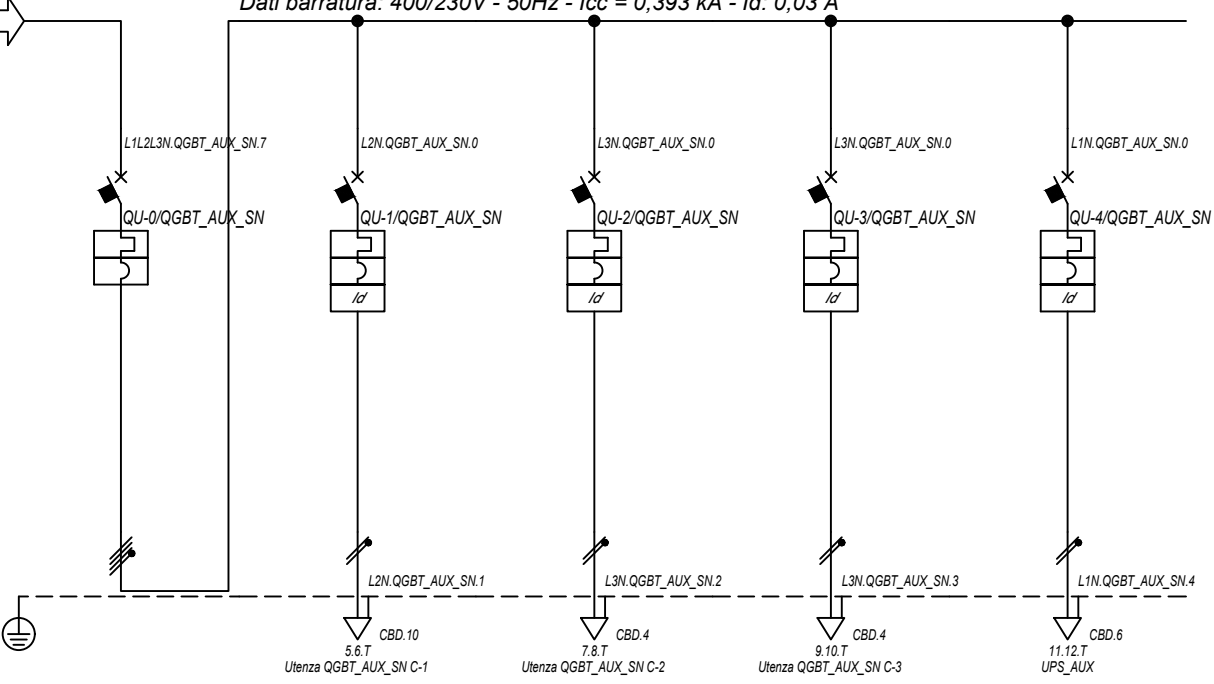 Dati barratura: 400/230V - 50Hz - Icc = 0,393 kA - Id: 0,03 A
L1L2L3N.QGBT_AUX_SN.7
L2N.QGBT_AUX_SN.0
L3N.QGBT_AUX_SN.0
L3N.QGBT_AUX_SN.0
L1N.QGBT_AUX_SN.0
QU-0/QGBT_AUX_SN
QU-1/QGBT_AUX_SN
QU-2/QGBT_AUX_SN
QU-3/QGBT_AUX_SN
QU-4/QGBT_AUX_SN
Id
Id
Id
Id
L2N.QGBT_AUX_SN.1
L3N.QGBT_AUX_SN.2
L3N.QGBT_AUX_SN.3
L1N.QGBT_AUX_SN.4
CBD.10
CBD.4
CBD.4
CBD.6
5.6.T
7.8.T
9.10.T
11.12.T
Utenza QGBT_AUX_SN C-1
Utenza QGBT_AUX_SN C-2
Utenza QGBT_AUX_SN C-3
UPS_AUX